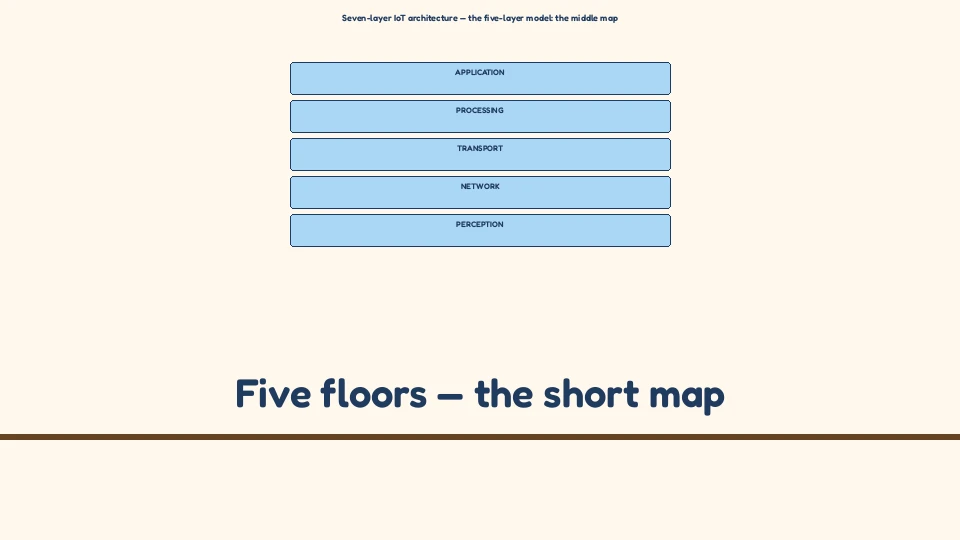 Seven-layer IoT architecture — the five-layer model: the middle map
APPLICATION
PROCESSING
TRANSPORT
NETWORK
PERCEPTION
Five floors — the short map